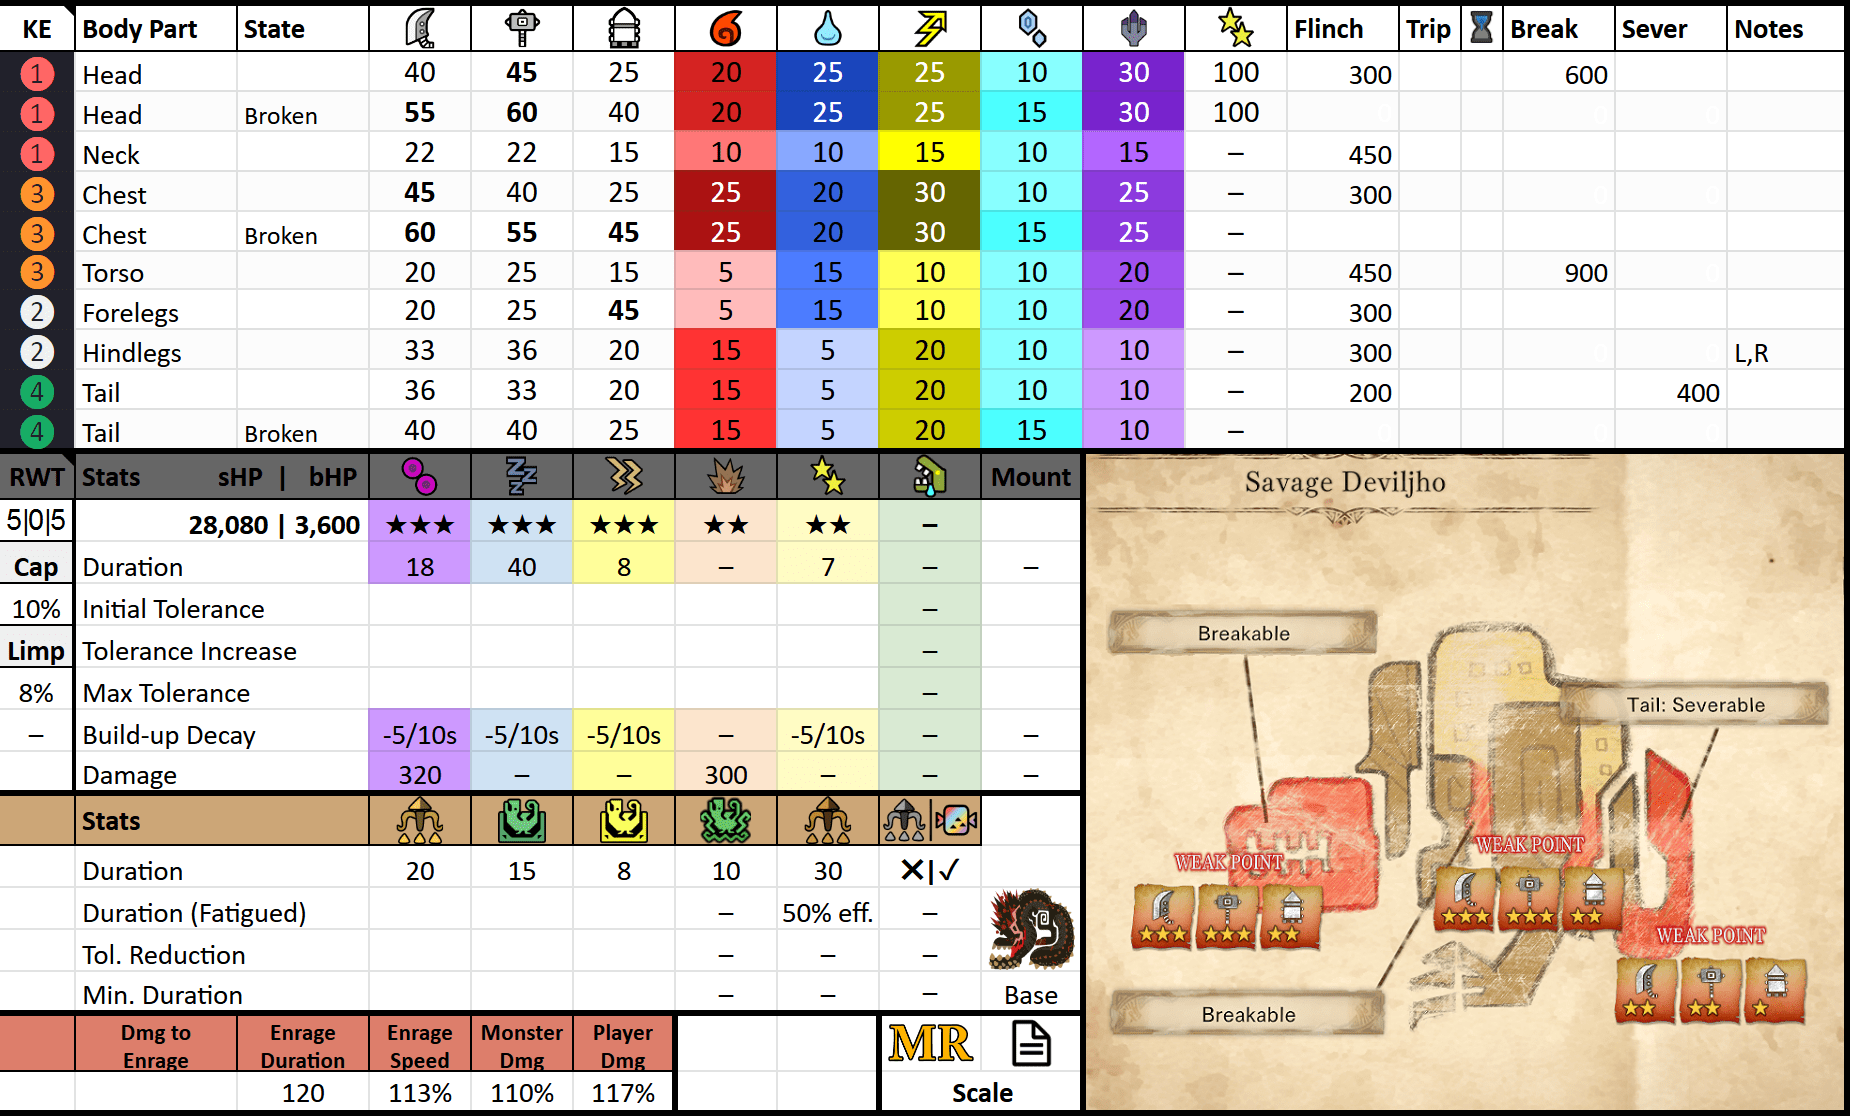 KE Body Part State Flinch Trip Break Sever Notes
1 Head 40 45 25 20 25 25 10 30 100 300 600
1 Head Broken 55 60 40 20 25 25 15 30 100
1 Neck 22 22 15 10 10 15 10 15 – 450
3 Chest 45 40 25 25 20 30 10 25 – 300
3 Chest Broken 60 55 45 25 20 30 15 25 –
3 Torso 20 25 15 5 15 10 10 20 – 450 900
2 Forelegs 20 25 45 5 15 10 10 20 – 300
2 Hindlegs 33 36 20 15 5 20 10 10 – 300 L,R
4 Tail 36 33 20 15 5 20 10 10 – 200 400
4 Tail Broken 40 40 25 15 5 20 15 10 –
RWT Stats sHP | bHP Mount
5|0|5 28,080 | 3,600 ★★★ ★★★ ★★★ ★★ ★★ –
Cap Duration 18 40 8 – 7 – –
10% Initial Tolerance –
Limp Tolerance Increase –
8% Max Tolerance –
– Build-up Decay -5/10s -5/10s -5/10s – -5/10s – –
Damage 320 – – 300 – – –
Stats
Duration 20 15 8 10 30 ✕|✓
Duration (Fatigued) – 50% eff. –
Tol. Reduction – – –
Min. Duration – – – Base
Dmg to Enrage Enrage Duration Enrage Speed Monster Dmg Player Dmg MR
120 113% 110% 117% Scale
Savage Deviljho
Breakable
Tail: Severable
WEAK POINT
WEAK POINT
WEAK POINT
Breakable